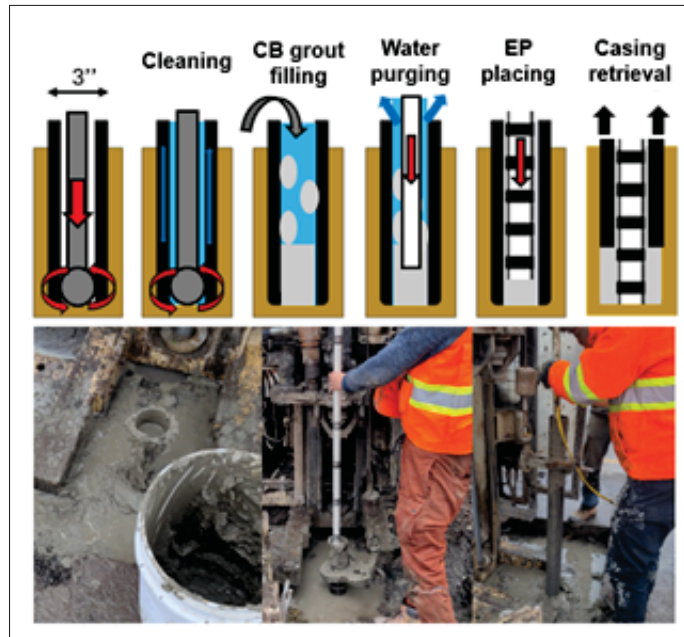 3’’
Cleaning
CB grout
filling
Water
purging
EP
placing
Casing
retrieval